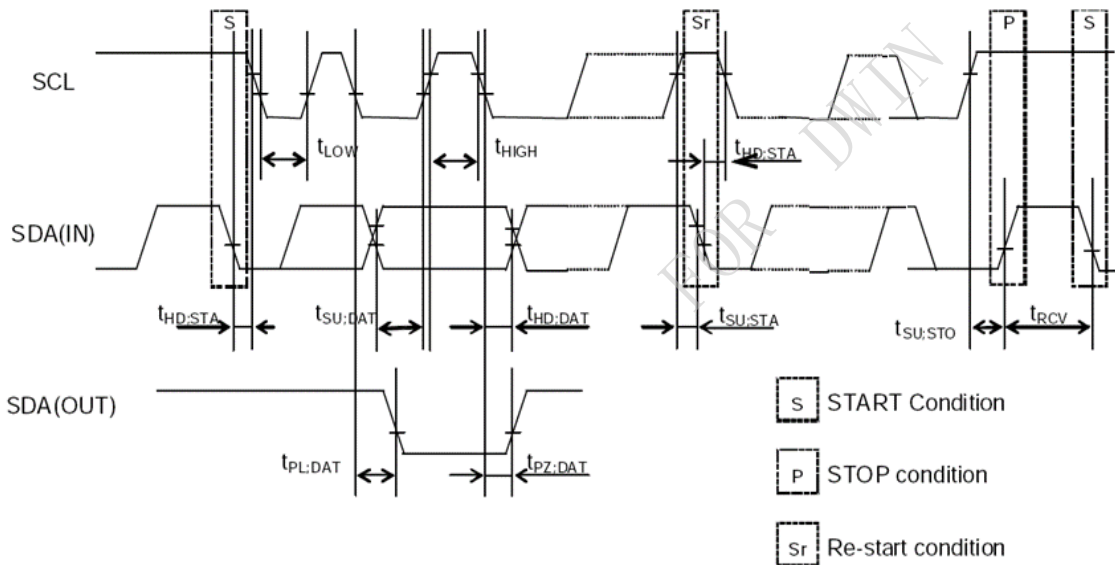 S Sr P S
SCL
tLOW tHIGH tHD;STA
SDA(IN)
tHD;STA tSU;DAT tHD;DAT tSU;STA tSU;STO tRCV
SDA(OUT)
tPL;DAT tPZ;DAT
S START Condition
P STOP condition
Sr Re-start condition
FOR DWIN